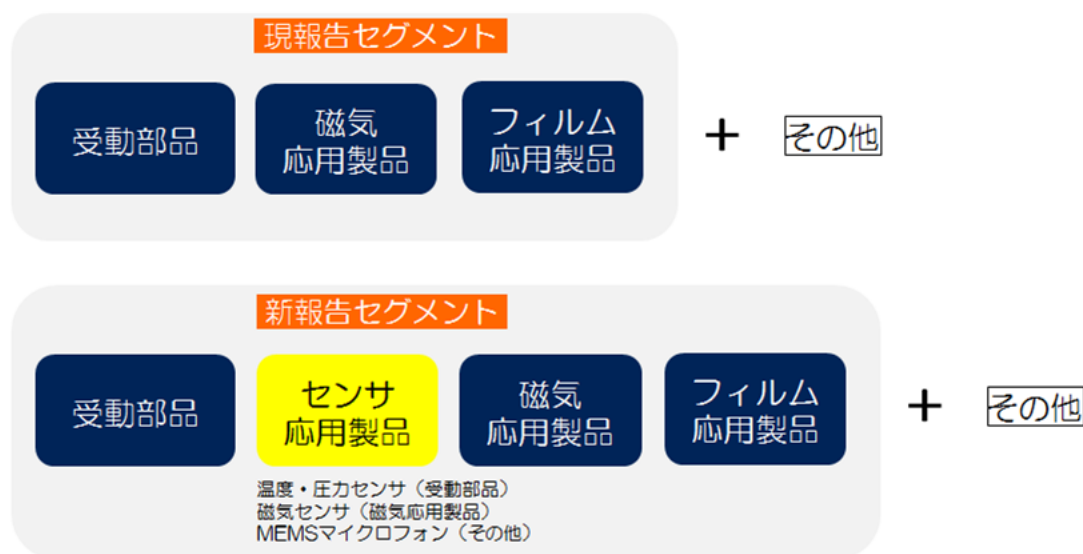 現報告セグメント
受動部品
磁気
応用製品
フィルム
応用製品
+
その他
新報告セグメント
受動部品
センサ
応用製品
磁気
応用製品
フィルム
応用製品
+
その他
温度・圧力センサ（受動部品）
磁気センサ（磁気応用製品）
MEMSマイクロフォン（その他）